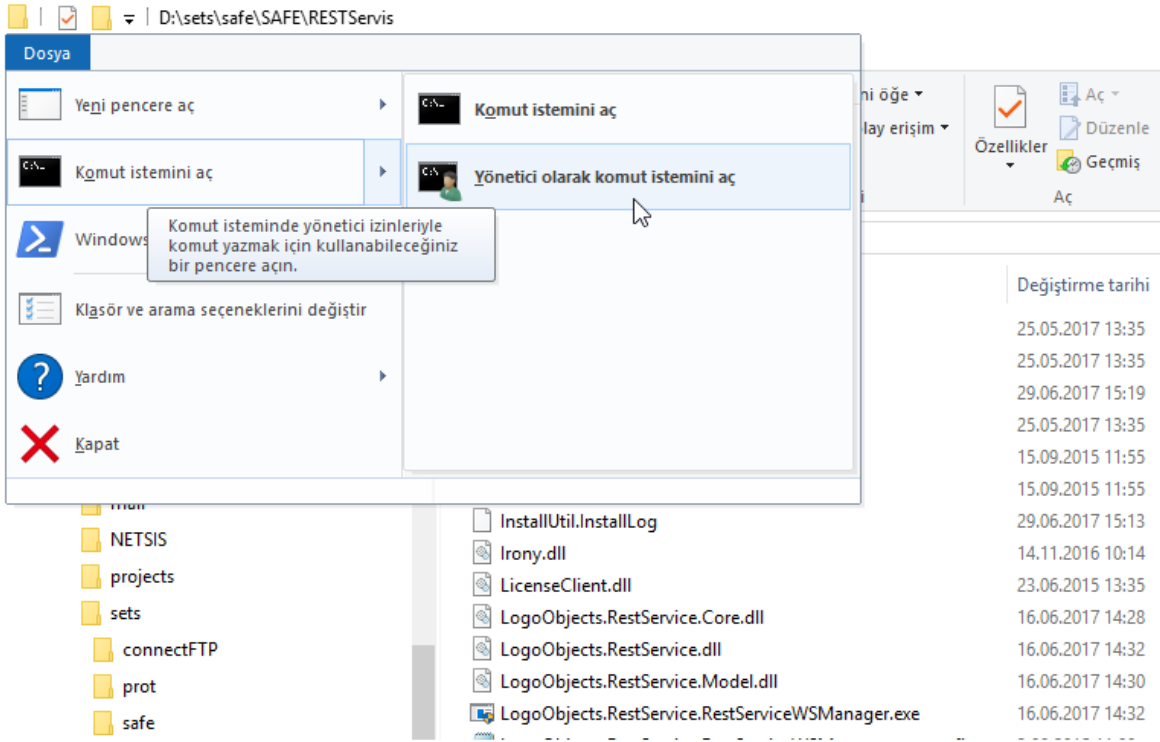 D:\sets\safe\SAFE\RESTServis
Dosya
Yeni pencere aç
Komut istemini aç
Komut istemini aç
Yönetici olarak komut istemini aç
Windows
Komut isteminde yönetici izinleriyle
komut yazmak için kullanabileceğiniz
bir pencere açın.
Klasör ve arama seçeneklerini değiştir
Yardım
Kapat
ni öğe
lay erişim
Özellikler
Aç
Düzenle
Geçmiş
Aç
Değiştirme tarihi
25.05.2017 13:35
25.05.2017 13:35
29.06.2017 15:19
25.05.2017 13:35
15.09.2015 11:55
15.09.2015 11:55
InstallUtil.InstallLog 29.06.2017 15:13
Irony.dll 14.11.2016 10:14
LicenseClient.dll 23.06.2015 13:35
LogoObjects.RestService.Core.dll 16.06.2017 14:28
LogoObjects.RestService.dll 16.06.2017 14:32
LogoObjects.RestService.Model.dll 16.06.2017 14:30
LogoObjects.RestService.RestServiceWSManager.exe 16.06.2017 14:32
NETSIS
projects
sets
connectFTP
prot
safe